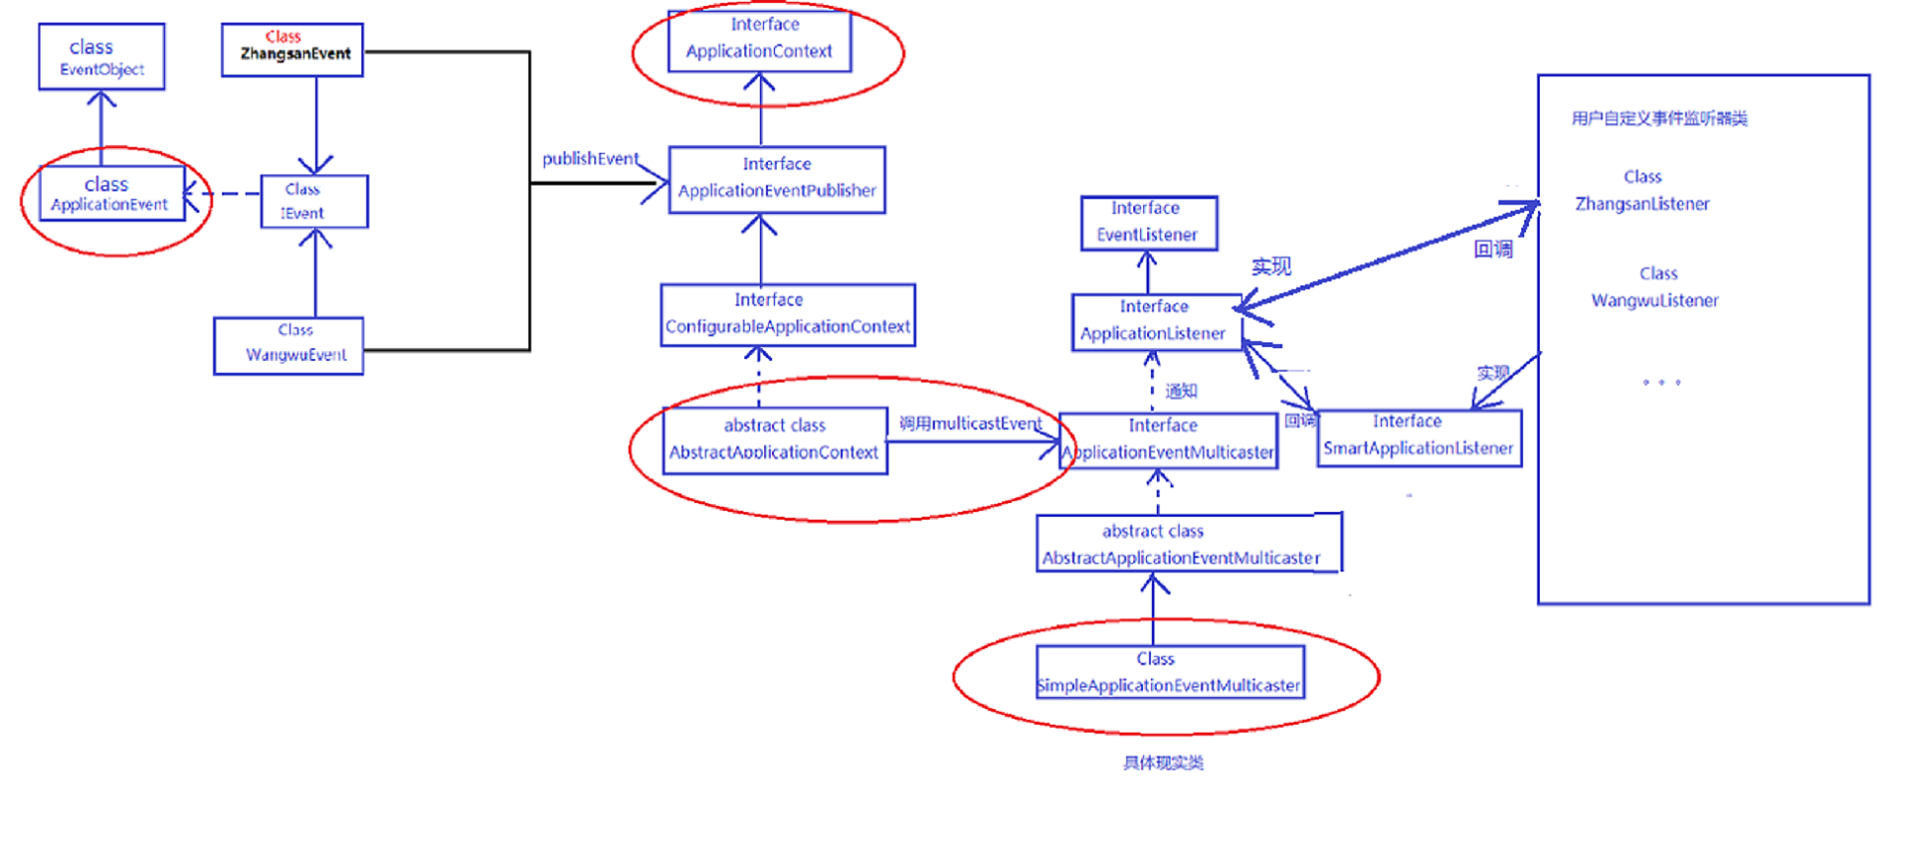 class
EventObject
Class
ZhangsanEvent
Interface
ApplicationContext
class
ApplicationEvent
Class
IEvent
publishEvent
Interface
ApplicationEventPublisher
Class
WangwuEvent
Interface
ConfigurableApplicationContext
abstract class
AbstractApplicationContext
调用multicastEvent
Interface
EventListener
Interface
ApplicationListener
实现
回调
通知
Interface
ApplicationEventMulticaster
回调
Interface
SmartApplicationListener
实现
abstract class
AbstractApplicationEventMulticaster
Class
SimpleApplicationEventMulticaster
具体现实类
用户自定义事件监听器类
Class
ZhangsanListener
Class
WangwuListener
。。。